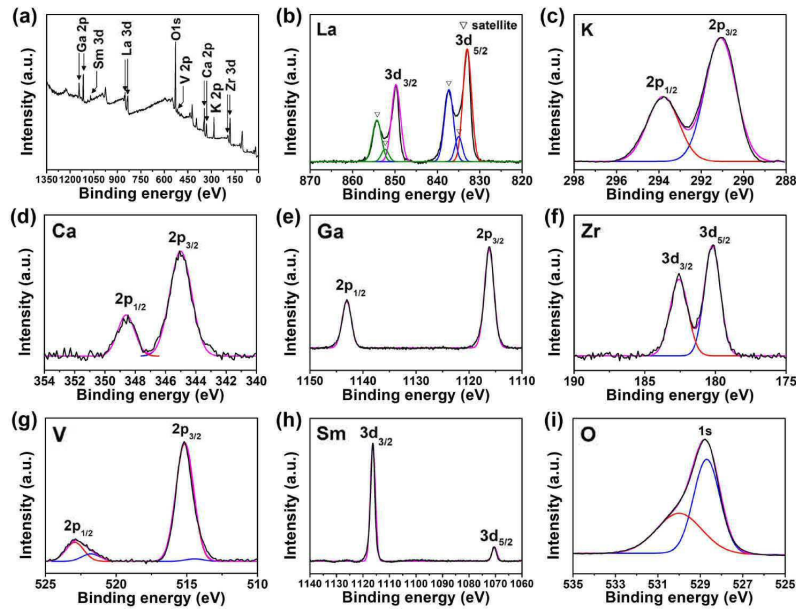 (a)
Ga 2p
Sm 3d
La 3d
O1s
V 2p
Ca 2p
K 2p
Zr 3d
Intensity (a.u.)
1350 1200 1050 900 750 600 450 300 150 0
Binding energy (eV)
(b)
La
▽ satellite
3d3/2
3d5/2
Intensity (a.u.)
870 860 850 840 830 820
Binding energy (eV)
(c)
K
2p1/2
2p3/2
Intensity (a.u.)
298 296 294 292 290 288
Binding energy (eV)
(d)
Ca
2p1/2
2p3/2
Intensity (a.u.)
354 352 350 348 346 344 342 340
Binding energy (eV)
(e)
Ga
2p1/2
2p3/2
Intensity (a.u.)
1150 1140 1130 1120 1110
Binding energy (eV)
(f)
Zr
3d3/2
3d5/2
Intensity (a.u.)
190 185 180 175
Binding energy (eV)
(g)
V
2p1/2
2p3/2
Intensity (a.u.)
525 520 515 510
Binding energy (eV)
(h)
Sm
3d3/2
3d5/2
Intensity (a.u.)
1140 1130 1120 1110 1100 1090 1080 1070 1060
Binding energy (eV)
(i)
O
1s
Intensity (a.u.)
535 533 531 529 527 525
Binding energy (eV)